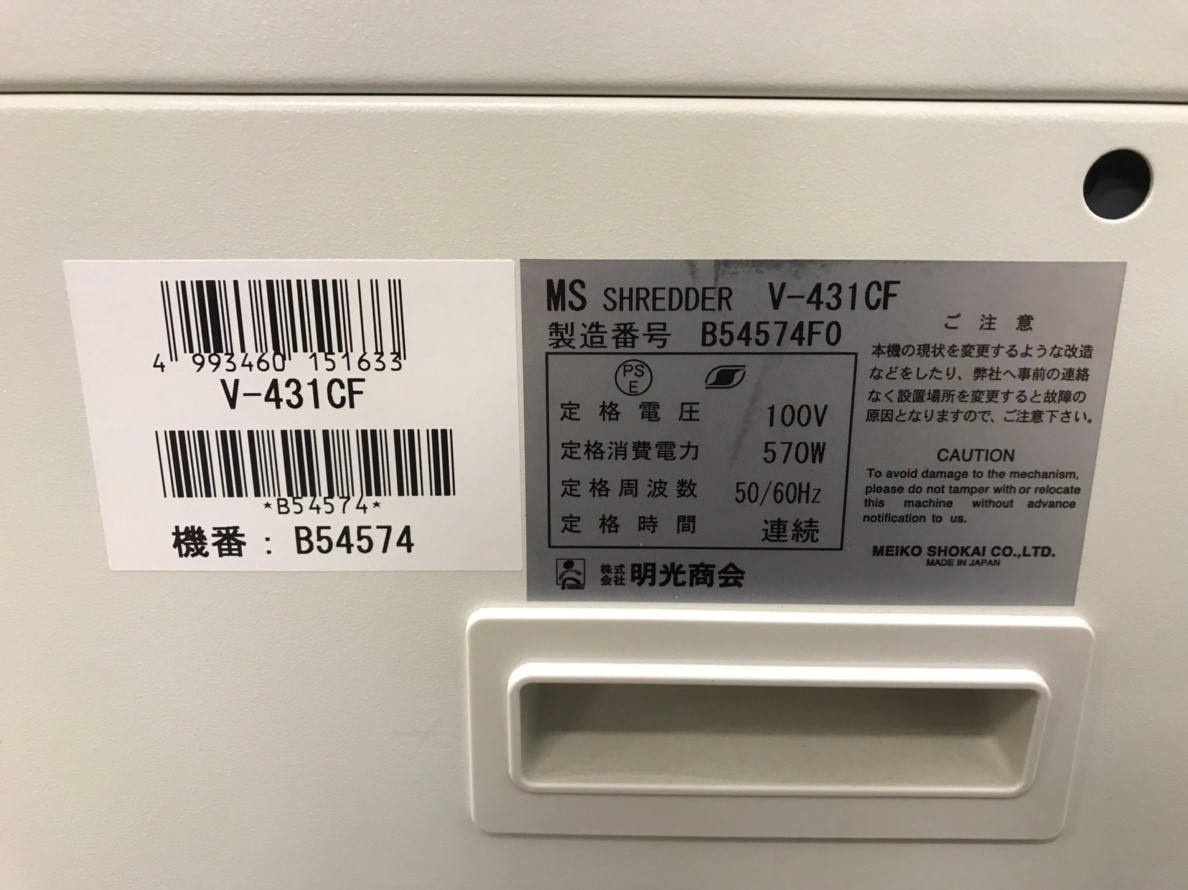 4 993460 151633
V-431CF
*B54574*
機番：B54574
MS SHREDDER V-431CF
製造番号 B54574F0
PS
E
定格電圧 100V
定格消費電力 570W
定格周波数 50/60Hz
定格時間 連続
株式
会社 明光商会
ご注意
本機の現状を変更するような改造
などをしたり、弊社へ事前の連絡
なく設置場所を変更すると故障の
原因となりますので、ご注意下さい。
CAUTION
To avoid damage to the mechanism,
please do not tamper with or relocate
this machine without advance
notification to us.
MEIKO SHOKAI CO.,LTD.
MADE IN JAPAN